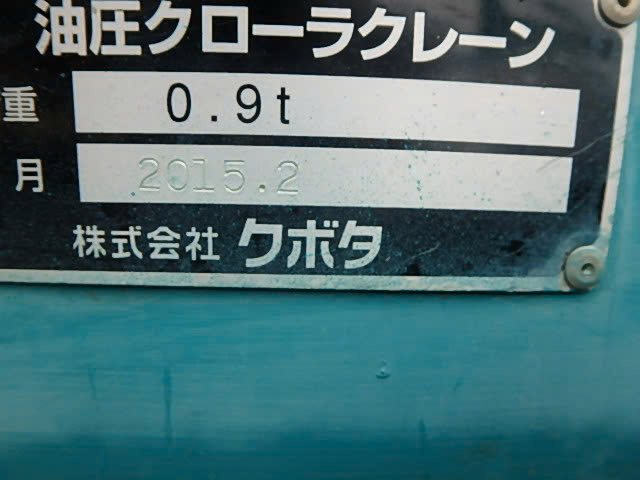 油圧クローラクレーン
重 0.9t
月 2015.2
株式会社 クボタ